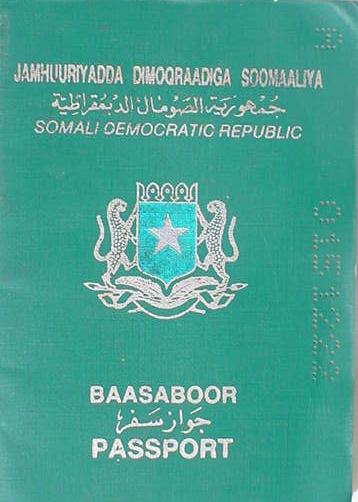 JAMHUURIYADDA DIMOQRAADIGA SOOMAALIYA
جمهورية الصومال الديمقراطية
SOMALI DEMOCRATIC REPUBLIC
BAASABOOR
جواز سفر
PASSPORT